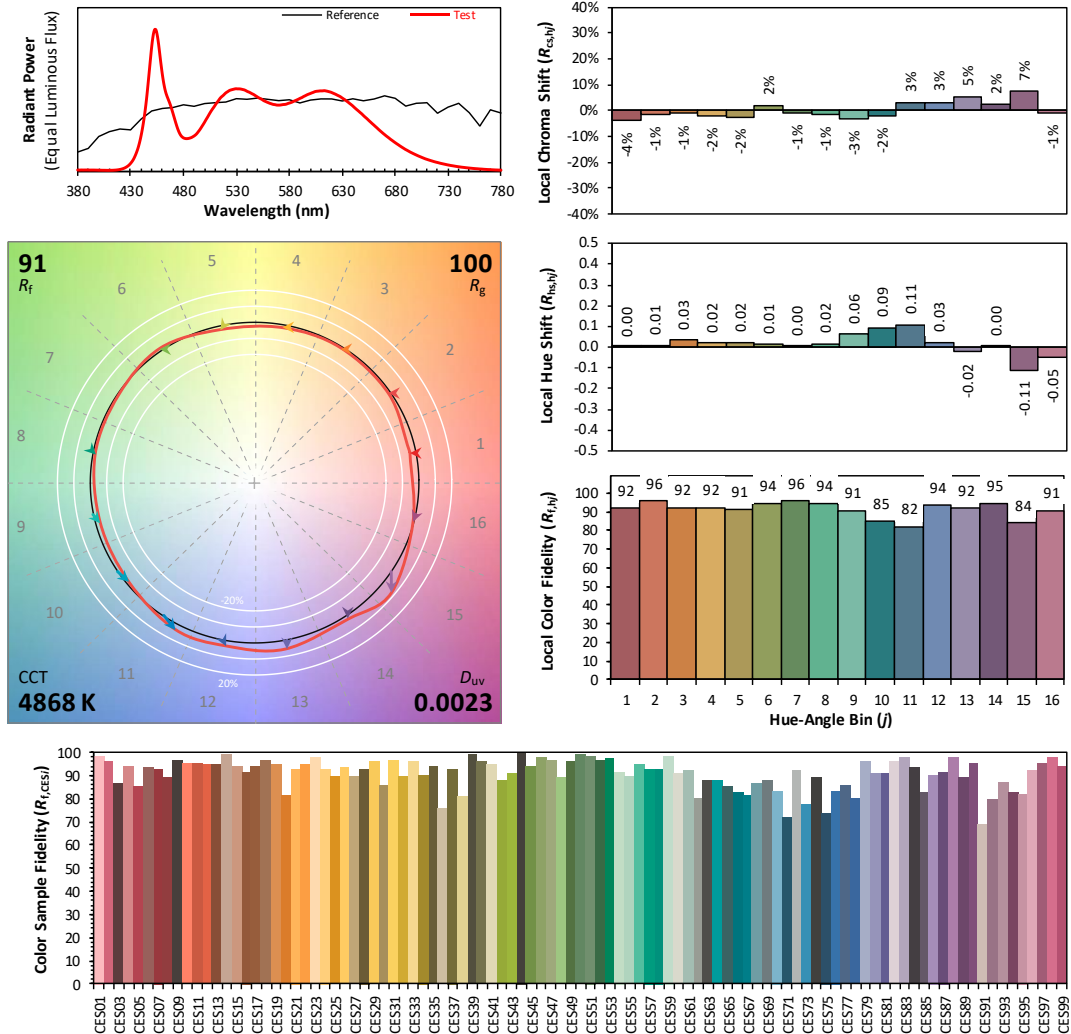 Radiant Power
(Equal Luminous Flux)
Reference
Test
380 430 480 530 580 630 680 730 780
Wavelength (nm)
Local Chroma Shift (Rcs,hj)
40%
30%
20%
10%
0%
-10%
-20%
-30%
-40%
-4% -1% -1% -2% -2% 2% -1% -1% -3% -2% 3% 3% 5% 2% 7% -1%
91
Rf
100
Rg
5 4
6 3
7 2
8 1
9 16
10 15
11 14
12 13
-20%
20%
CCT
4868 K
Duv
0.0023
Local Hue Shift (Rhs,hj)
0.5
0.4
0.3
0.2
0.1
0.0
-0.1
-0.2
-0.3
-0.4
-0.5
0.00 0.01 0.03 0.02 0.02 0.01 0.00 0.02 0.06 0.09 0.11 0.03 -0.02 0.00 -0.11 -0.05
Local Color Fidelity (Rf,hj)
100
90
80
70
60
50
40
30
20
10
0
92 96 92 92 91 94 96 94 91 85 82 94 92 95 84 91
1 2 3 4 5 6 7 8 9 10 11 12 13 14 15 16
Hue-Angle Bin (j)
Color Sample Fidelity (Rf,CESi)
100
90
80
70
60
50
40
30
20
10
0
CES01 CES03 CES05 CES07 CES09 CES11 CES13 CES15 CES17 CES19 CES21 CES23 CES25 CES27 CES29 CES31 CES33 CES35 CES37 CES39 CES41 CES43 CES45 CES47 CES49 CES51 CES53 CES55 CES57 CES59 CES61 CES63 CES65 CES67 CES69 CES71 CES73 CES75 CES77 CES79 CES81 CES83 CES85 CES87 CES89 CES91 CES93 CES95 CES97 CES99